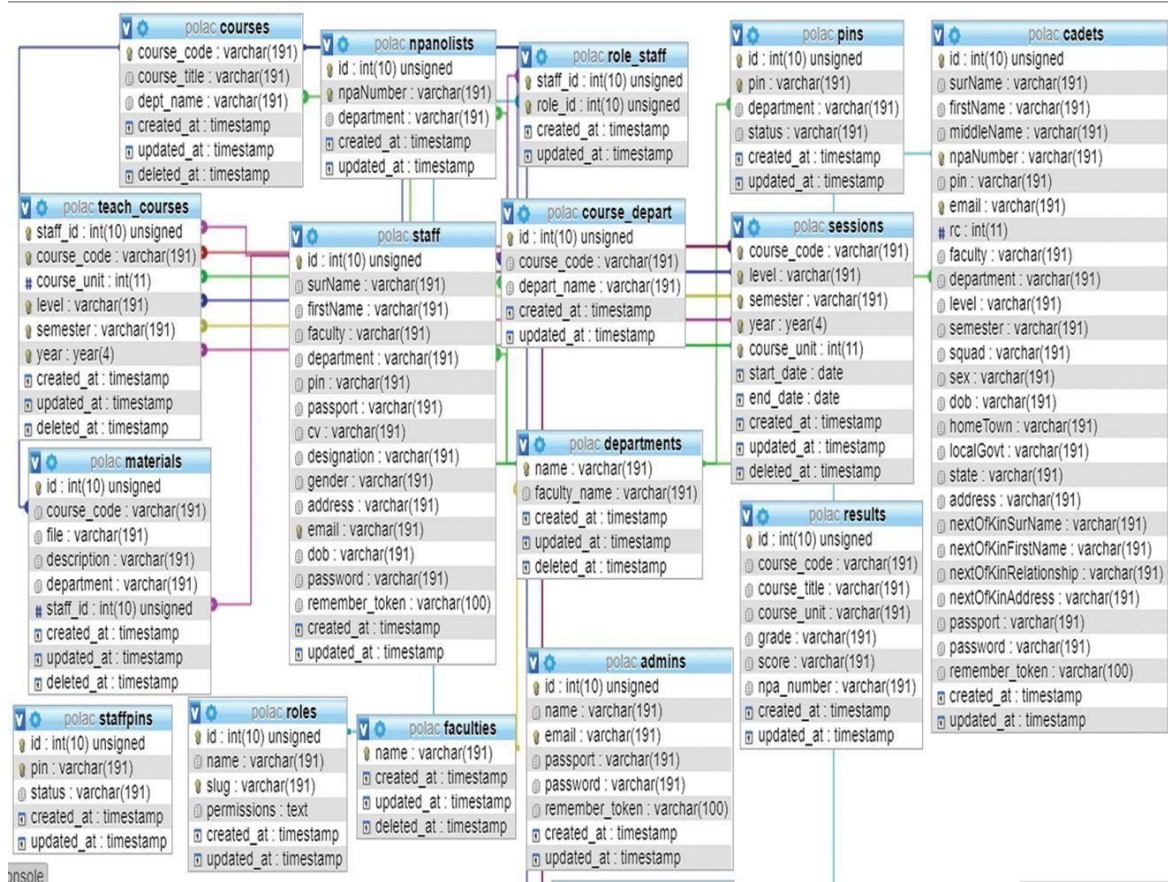 polac courses
course_code : varchar(191)
course_title : varchar(191)
dept_name : varchar(191)
created_at : timestamp
updated_at : timestamp
deleted_at : timestamp
polac npanolists
id : int(10) unsigned
npaNumber : varchar(191)
department : varchar(191)
created_at : timestamp
updated_at : timestamp
polac role_staff
staff_id : int(10) unsigned
role_id : int(10) unsigned
created_at : timestamp
updated_at : timestamp
polac pins
id : int(10) unsigned
pin : varchar(191)
department : varchar(191)
status : varchar(191)
created_at : timestamp
updated_at : timestamp
polac cadets
id : int(10) unsigned
surName : varchar(191)
firstName : varchar(191)
middleName : varchar(191)
npaNumber : varchar(191)
pin : varchar(191)
email : varchar(191)
rc : int(11)
faculty : varchar(191)
department : varchar(191)
level : varchar(191)
semester : varchar(191)
squad : varchar(191)
sex : varchar(191)
dob : varchar(191)
homeTown : varchar(191)
localGovt : varchar(191)
state : varchar(191)
address : varchar(191)
nextOfKinSurName : varchar(191)
nextOfKinFirstName : varchar(191)
nextOfKinRelationship : varchar(191)
nextOfKinAddress : varchar(191)
passport : varchar(191)
password : varchar(191)
remember_token : varchar(100)
created_at : timestamp
updated_at : timestamp
polac teach_courses
staff_id : int(10) unsigned
course_code : varchar(191)
course_unit : int(11)
level : varchar(191)
semester : varchar(191)
year : year(4)
created_at : timestamp
updated_at : timestamp
deleted_at : timestamp
polac staff
id : int(10) unsigned
surName : varchar(191)
firstName : varchar(191)
faculty : varchar(191)
department : varchar(191)
pin : varchar(191)
passport : varchar(191)
cv : varchar(191)
designation : varchar(191)
gender : varchar(191)
address : varchar(191)
email : varchar(191)
dob : varchar(191)
password : varchar(191)
remember_token : varchar(100)
created_at : timestamp
updated_at : timestamp
polac course_depart
id : int(10) unsigned
course_code : varchar(191)
depart_name : varchar(191)
created_at : timestamp
updated_at : timestamp
polac sessions
course_code : varchar(191)
level : varchar(191)
semester : varchar(191)
year : year(4)
course_unit : int(11)
start_date : date
end_date : date
created_at : timestamp
updated_at : timestamp
deleted_at : timestamp
polac materials
id : int(10) unsigned
course_code : varchar(191)
file : varchar(191)
description : varchar(191)
department : varchar(191)
staff_id : int(10) unsigned
created_at : timestamp
updated_at : timestamp
deleted_at : timestamp
polac departments
name : varchar(191)
faculty_name : varchar(191)
created_at : timestamp
updated_at : timestamp
deleted_at : timestamp
polac results
id : int(10) unsigned
course_code : varchar(191)
course_title : varchar(191)
course_unit : varchar(191)
grade : varchar(191)
score : varchar(191)
npa_number : varchar(191)
created_at : timestamp
updated_at : timestamp
polac staffpins
id : int(10) unsigned
pin : varchar(191)
status : varchar(191)
created_at : timestamp
updated_at : timestamp
polac roles
id : int(10) unsigned
name : varchar(191)
slug : varchar(191)
permissions : text
created_at : timestamp
updated_at : timestamp
polac faculties
name : varchar(191)
created_at : timestamp
updated_at : timestamp
deleted_at : timestamp
polac admins
id : int(10) unsigned
name : varchar(191)
email : varchar(191)
passport : varchar(191)
password : varchar(191)
remember_token : varchar(100)
created_at : timestamp
updated_at : timestamp
onsole